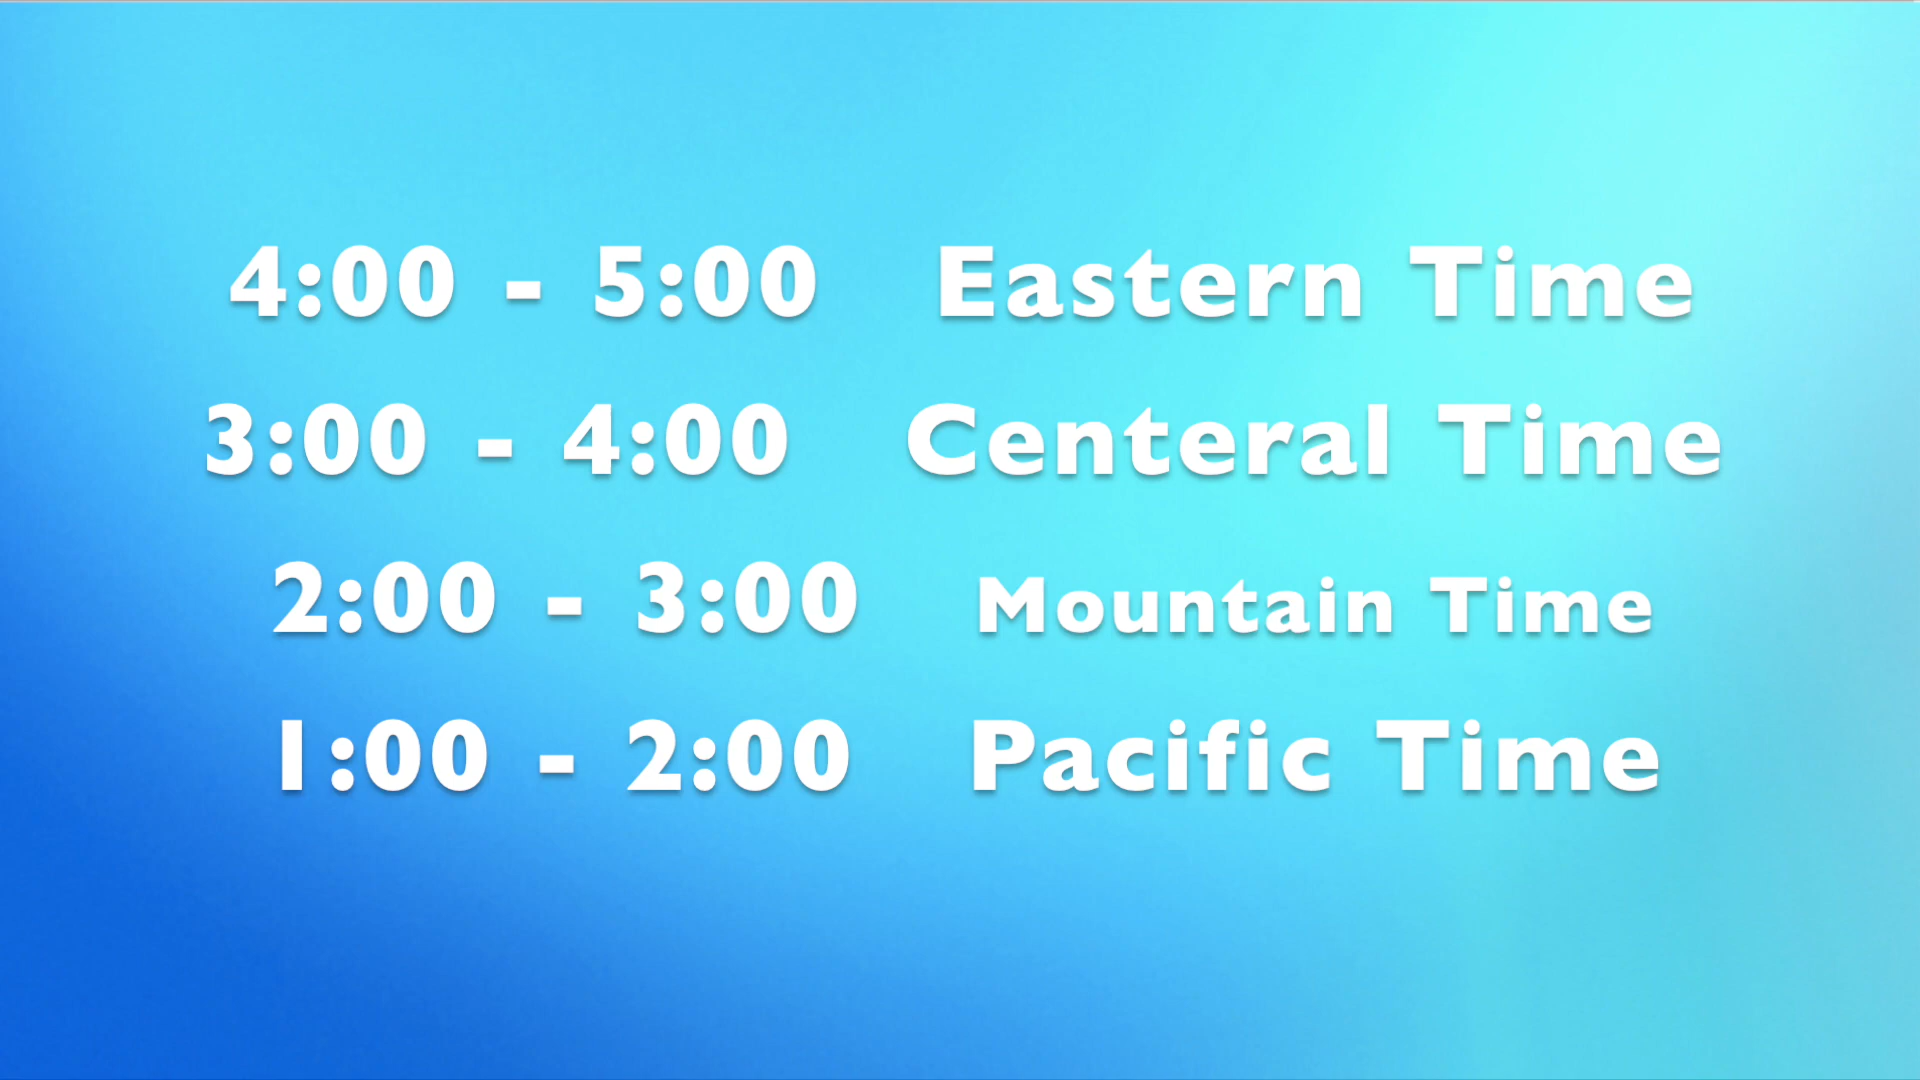 4:00 - 5:00 Eastern Time
3:00 - 4:00 Centeral Time
2:00 - 3:00 Mountain Time
1:00 - 2:00 Pacific Time